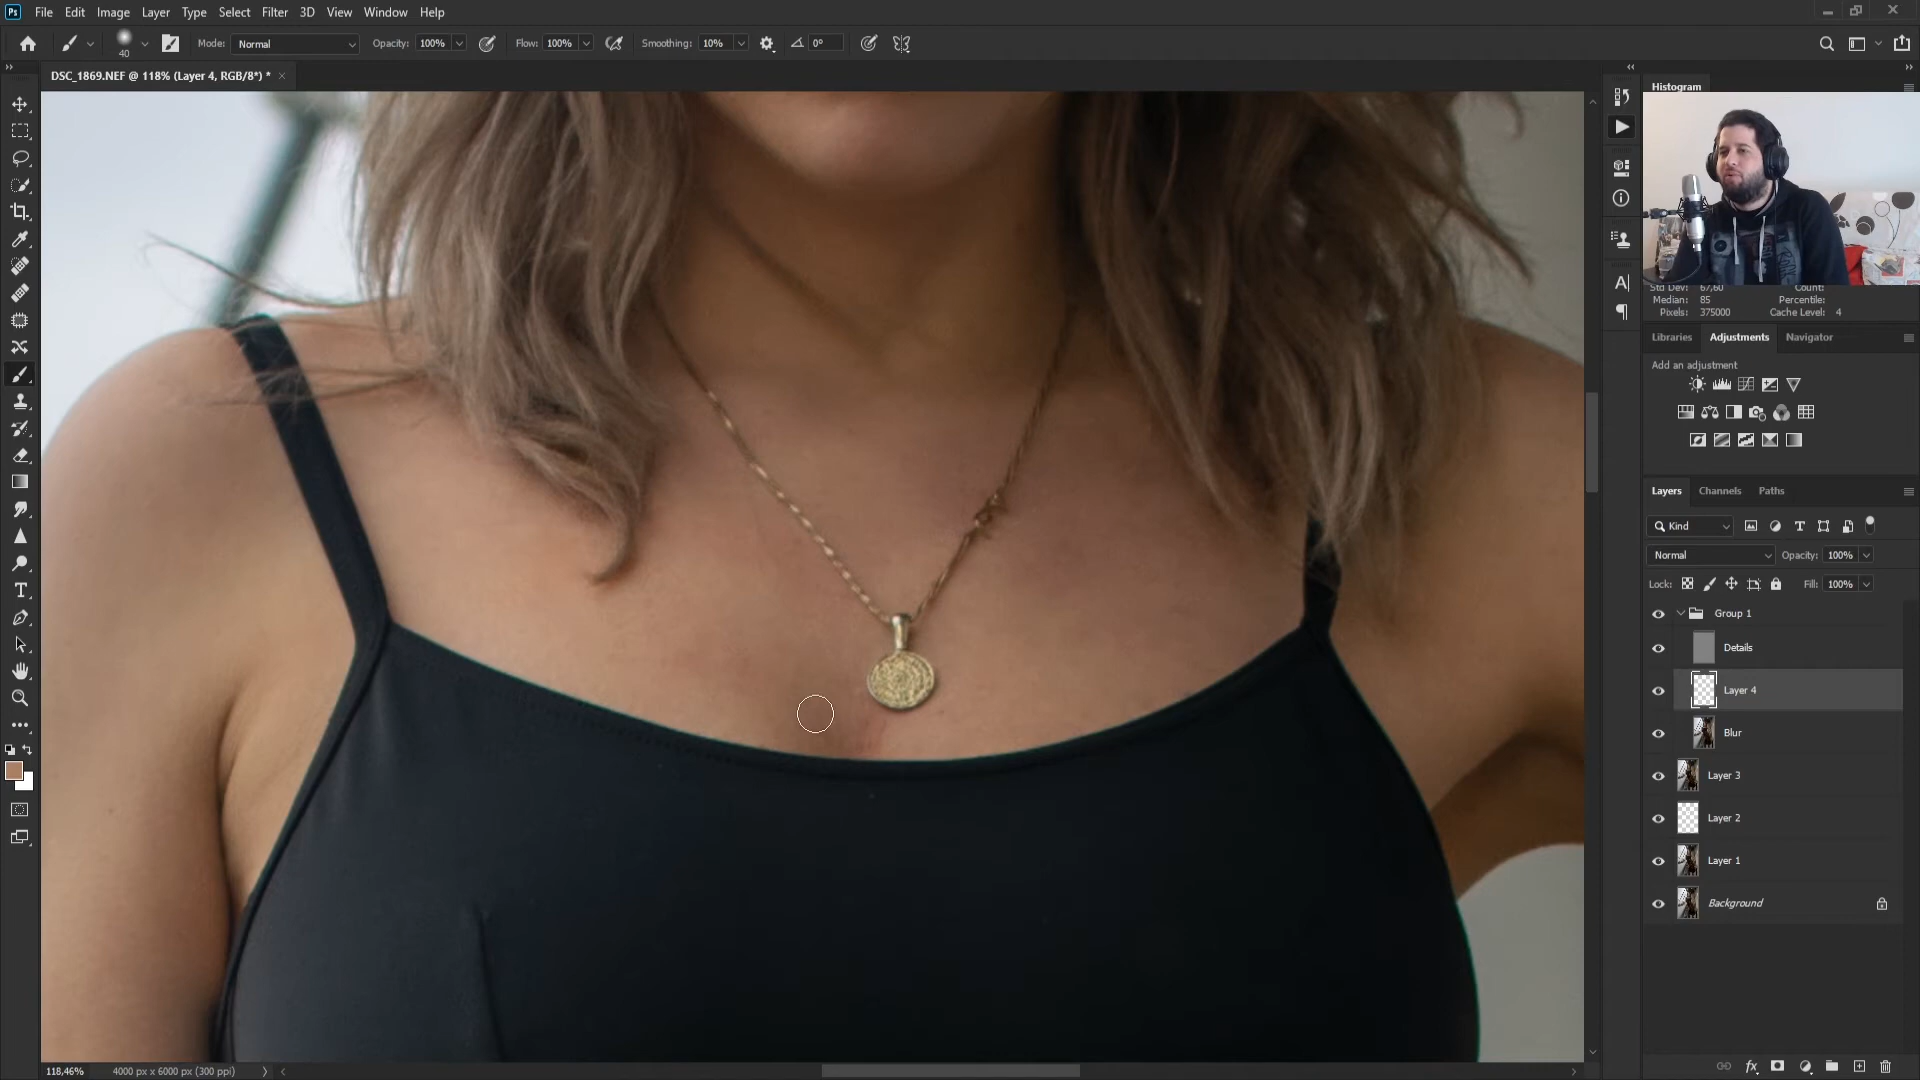 Ps File Edit Image Layer Type Select Filter 3D View Window Help
40 Mode: Normal Opacity: 100% Flow: 100% Smoothing: 10% 0°
DSC_1869.NEF @ 118% (Layer 4, RGB/8*) *
Histogram
Std Dev: 67,60 Count:
Median: 85 Percentile:
Pixels: 375000 Cache Level: 4
Libraries Adjustments Navigator
Add an adjustment
Layers Channels Paths
Kind
Normal Opacity: 100%
Lock: Fill: 100%
Group 1
Details
Layer 4
Blur
Layer 3
Layer 2
Layer 1
Background
118,46% 4000 px x 6000 px (300 ppi)